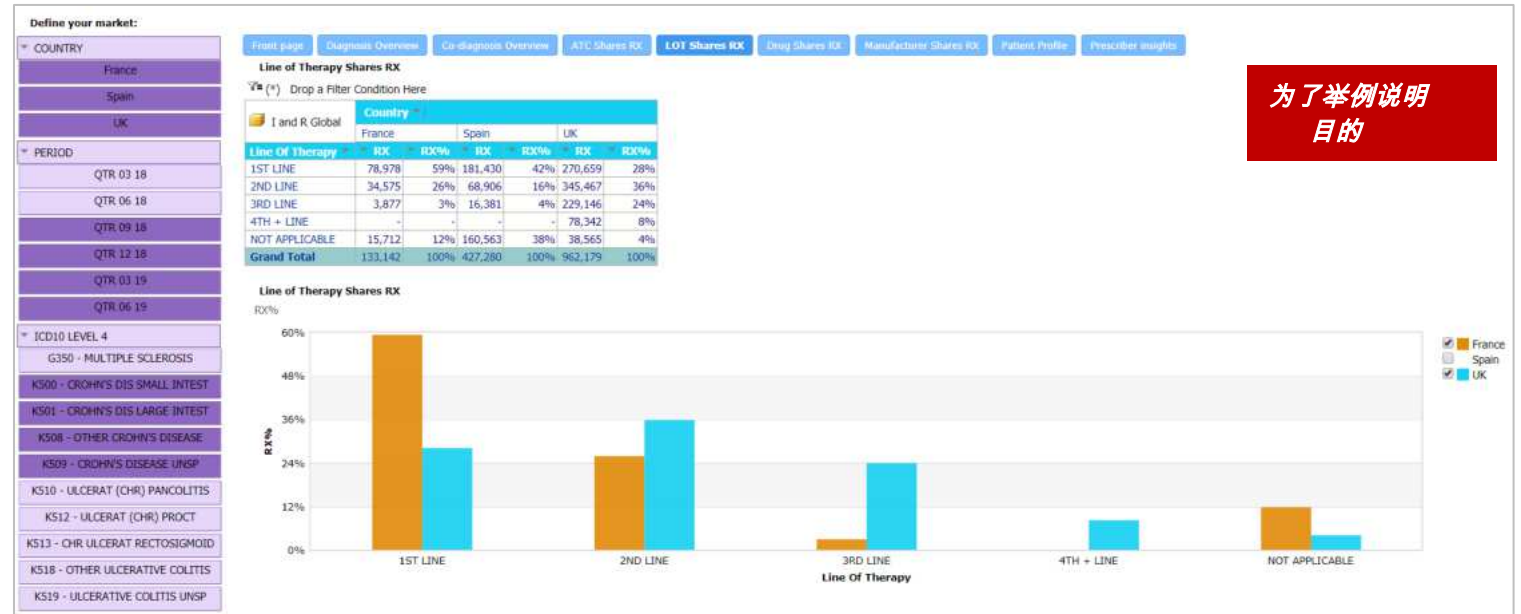 Define your market:
COUNTRY
France
Spain
UK
PERIOD
QTR 03 18
QTR 06 18
QTR 09 18
QTR 12 18
QTR 03 19
QTR 06 19
ICD10 LEVEL 4
G350 - MULTIPLE SCLEROSIS
K500 - CROHN'S DIS SMALL INTEST
K501 - CROHN'S DIS LARGE INTEST
K508 - OTHER CROHN'S DISEASE
K509 - CROHN'S DISEASE UNSP
K510 - ULCERAT (CHR) PANCOLITIS
K512 - ULCERAT (CHR) PROCT
K513 - CHR ULCERAT RECTOSIGMOID
K518 - OTHER ULCERATIVE COLITIS
K519 - ULCERATIVE COLITIS UNSP
Front page Diagnosis Overview Co-diagnosis Overview ATC Shares RX LOT Shares RX Drug Shares RX Manufacturer Shares RX Patient Profile Prescriber insights
Line of Therapy Shares RX
(*) Drop a Filter Condition Here
I and R Global Country
France Spain UK
Line Of Therapy RX RX% RX RX% RX RX%
1ST LINE 78,978 59% 181,430 42% 270,659 28%
2ND LINE 34,575 26% 68,906 16% 345,467 36%
3RD LINE 3,877 3% 16,381 4% 229,146 24%
4TH + LINE - - - - 78,342 8%
NOT APPLICABLE 15,712 12% 160,563 38% 38,565 4%
Grand Total 133,142 100% 427,280 100% 962,179 100%
为了举例说明
目的
Line of Therapy Shares RX
RX%
60%
48%
36%
24%
12%
0%
RX%
1ST LINE 2ND LINE 3RD LINE 4TH + LINE NOT APPLICABLE
Line Of Therapy
France
Spain
UK